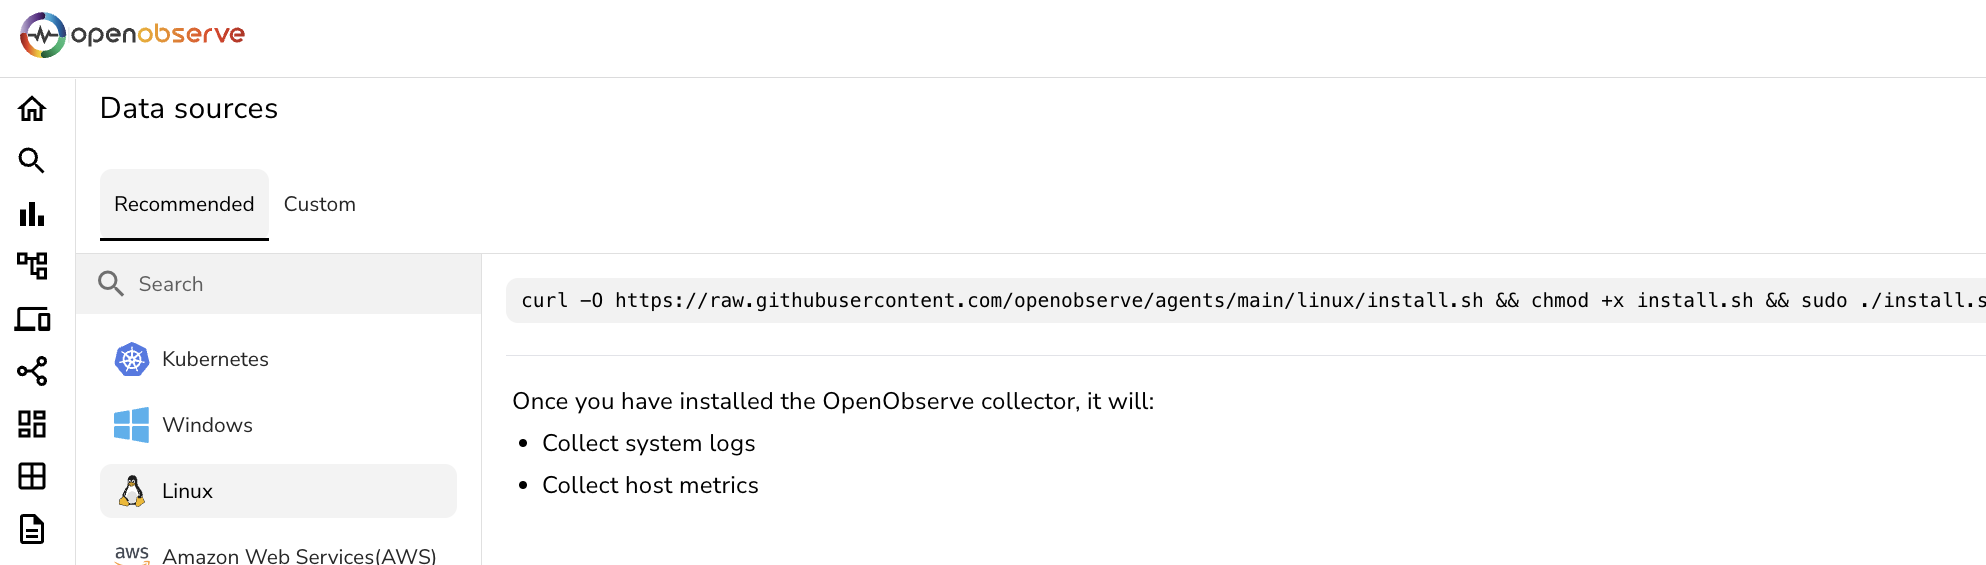 openobserve
Data sources
Recommended
Custom
Search
Kubernetes
Windows
Linux
aws
Amazon Web Services(AWS)
curl -O https://raw.githubusercontent.com/openobserve/agents/main/linux/install.sh && chmod +x install.sh && sudo ./install.s
Once you have installed the OpenObserve collector, it will:
• Collect system logs
• Collect host metrics